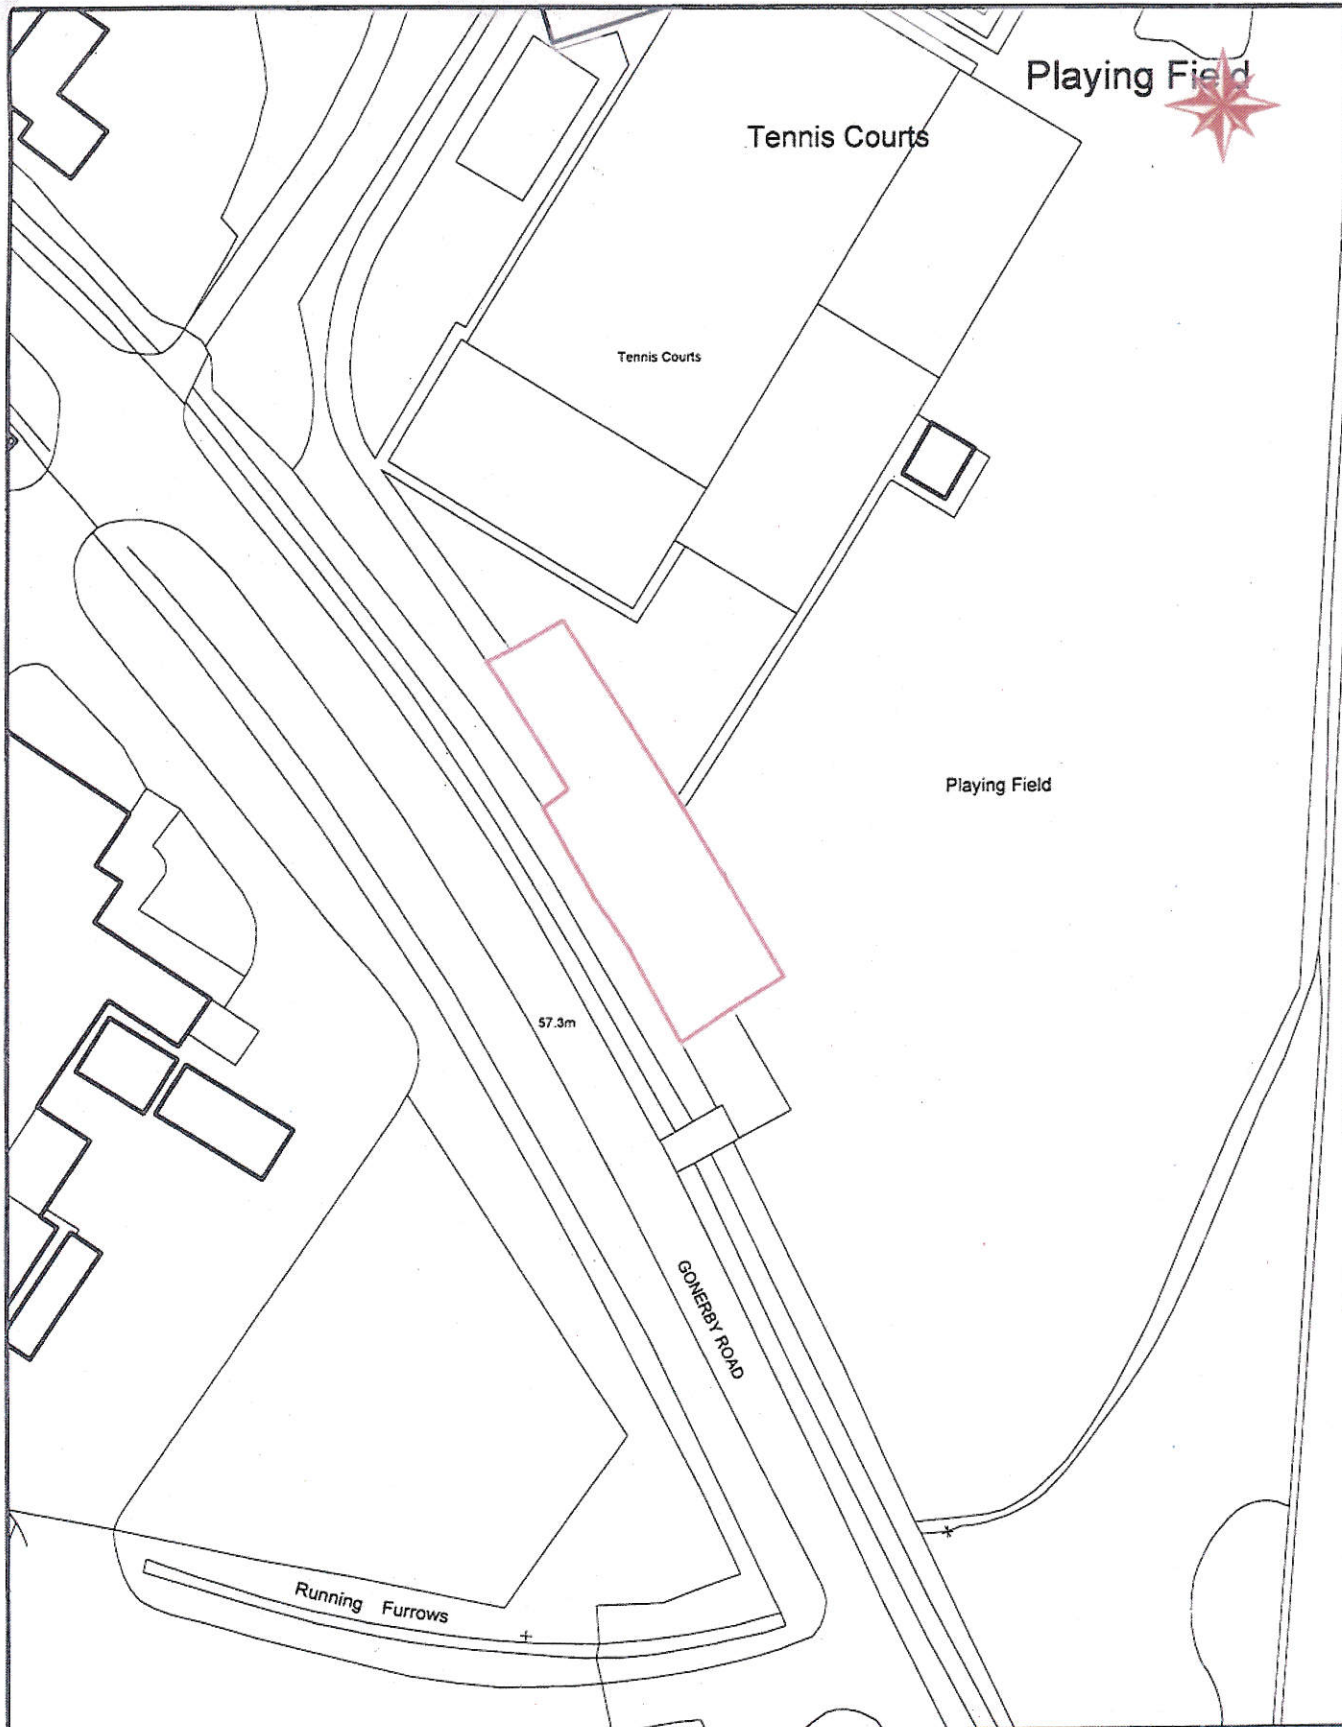 Playing Field
Tennis Courts
Tennis Courts
Playing Field
57.3m
GONERBY ROAD
Running Furrows